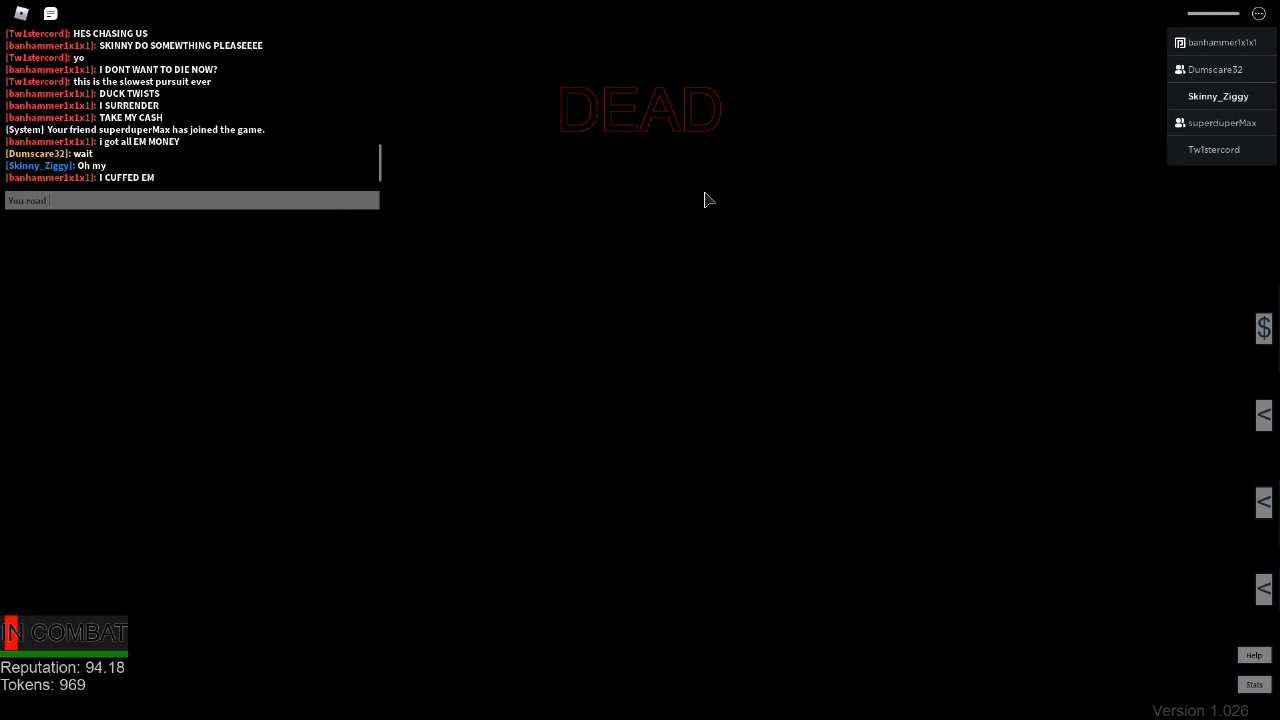 [Tw1stercord]: HES CHASING US
[banhammer1x1x1]: SKINNY DO SOMEWTHING PLEASEEEE
[Tw1stercord]: yo
[banhammer1x1x1]: I DONT WANT TO DIE NOW?
[Tw1stercord]: this is the slowest pursuit ever
[banhammer1x1x1]: DUCK TWISTS
[banhammer1x1x1]: I SURRENDER
[banhammer1x1x1]: TAKE MY CASH
{System} Your friend superduperMax has joined the game.
[banhammer1x1x1]: i got all EM MONEY
[Dumscare32]: wait
[Skinny_Ziggy]: Oh my
[banhammer1x1x1]: I CUFFED EM
You road
DEAD
banhammer1x1x1
Dumscare32
Skinny_Ziggy
superduperMax
Tw1stercord
$
<
<
<
IN COMBAT
Reputation: 94.18
Tokens: 969
Help
Stats
Version 1.026